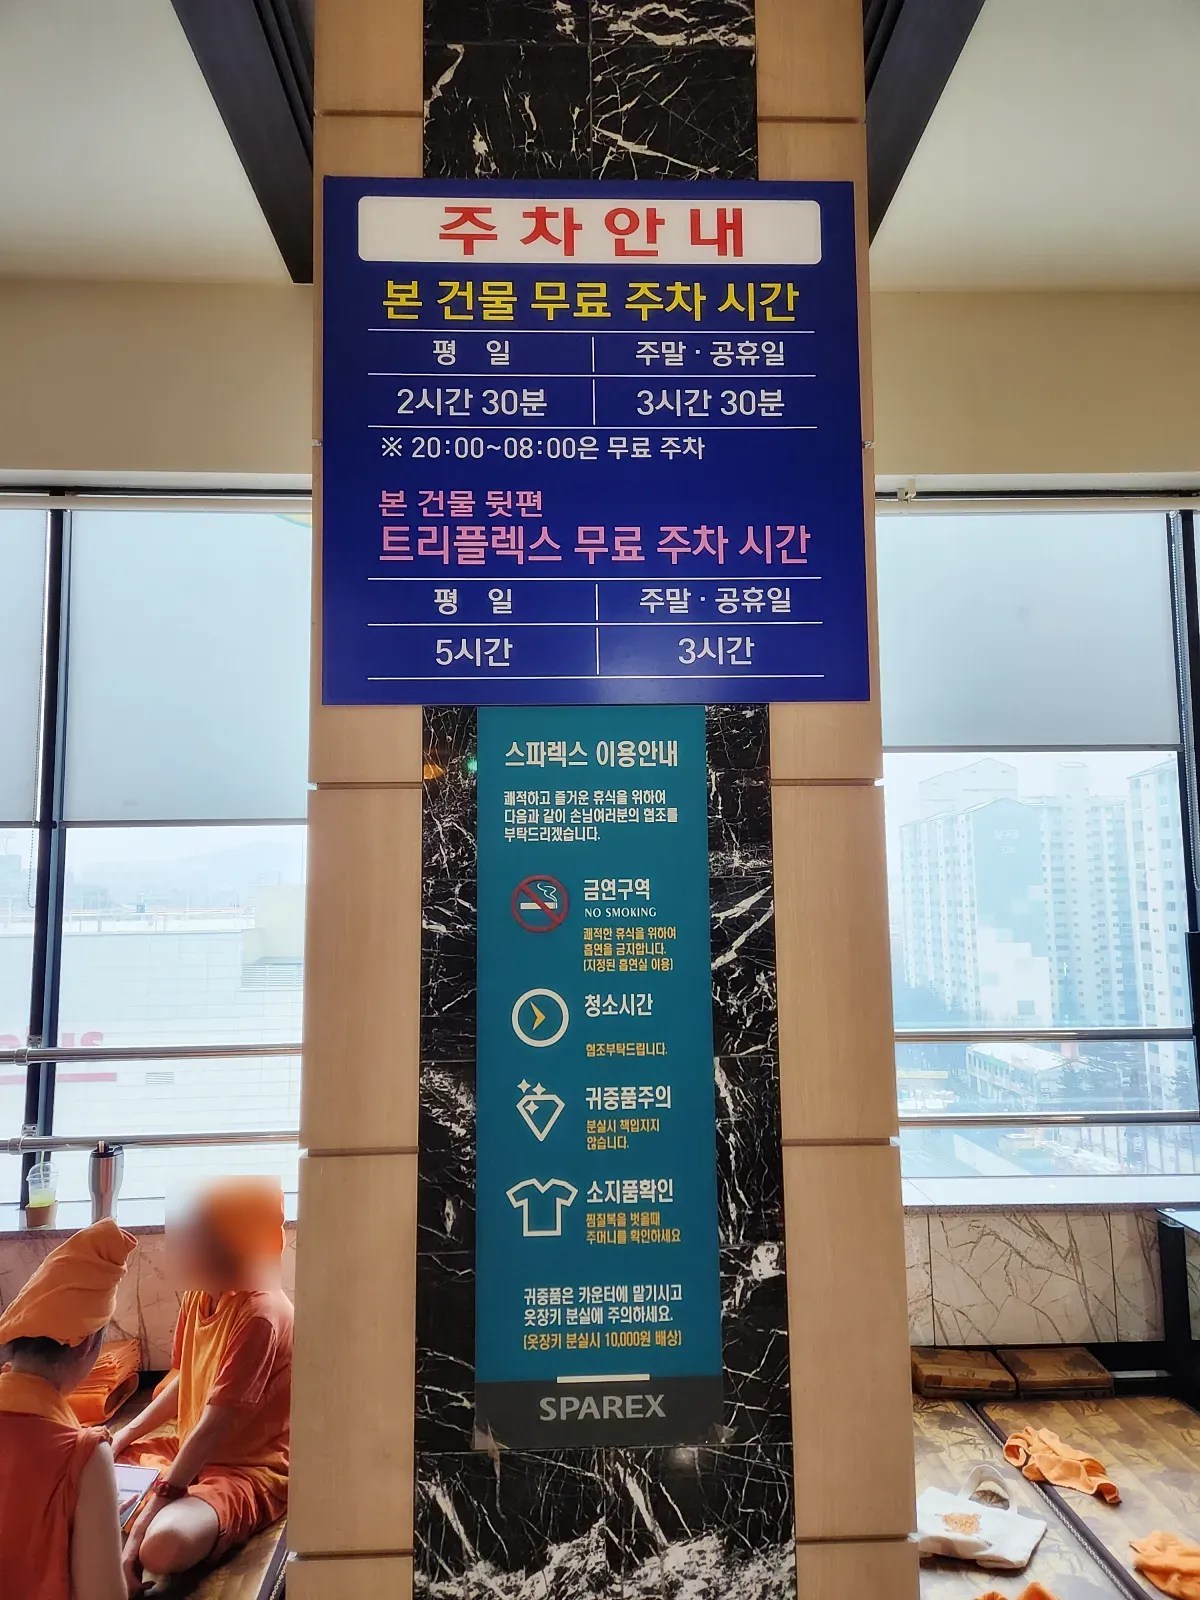 주차안내
본 건물 무료 주차 시간
평 일 주말·공휴일
2시간 30분 3시간 30분
※ 20:00~08:00은 무료 주차
본 건물 뒷편
트리플렉스 무료 주차 시간
평 일 주말·공휴일
5시간 3시간
스파렉스 이용안내
쾌적하고 즐거운 휴식을 위하여
다음과 같이 손님여러분의 협조를
부탁드리겠습니다.
금연구역
NO SMOKING
쾌적한 휴식을 위하여
흡연을 금지합니다.
(지정된 흡연실 이용)
청소시간
협조부탁드립니다.
귀중품주의
분실시 책임지지
않습니다.
소지품확인
찜질복을 벗을때
주머니를 확인하세요
귀중품은 카운터에 맡기시고
옷장키 분실에 주의하세요.
(옷장키 분실시 10,000원 배상)
SPAREX